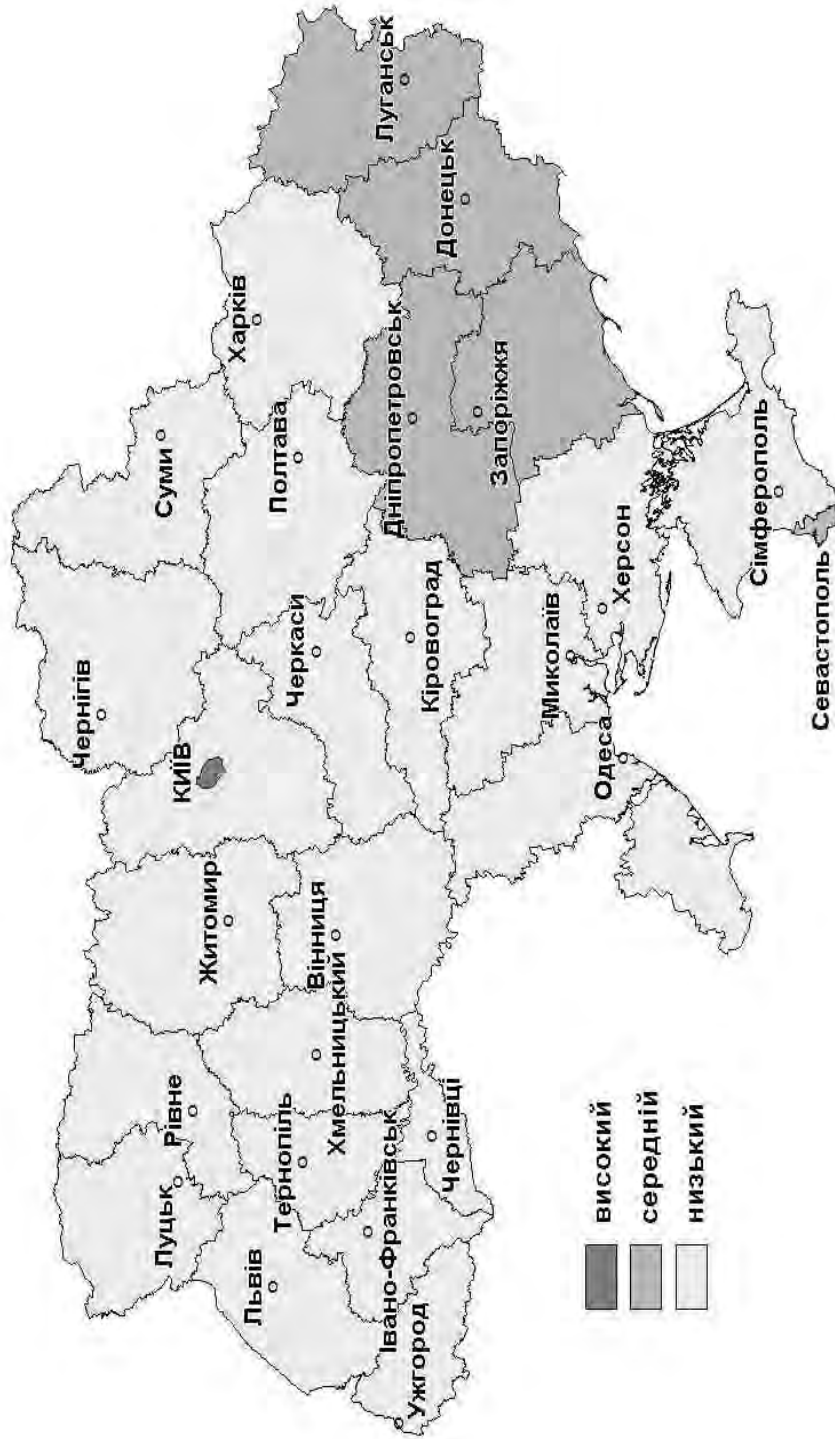 Луцьк
Рівне
Житомир
КИЇВ
Чернігів
Суми
Львів
Тернопіль
Хмельницький
Вінниця
Черкаси
Полтава
Харків
Луганськ
Ужгород
Івано-Франківськ
Чернівці
Кіровоград
Дніпропетровськ
Донецьк
Запоріжжя
Миколаїв
Одеса
Херсон
Сімферополь
Севастополь
високий
середній
низький